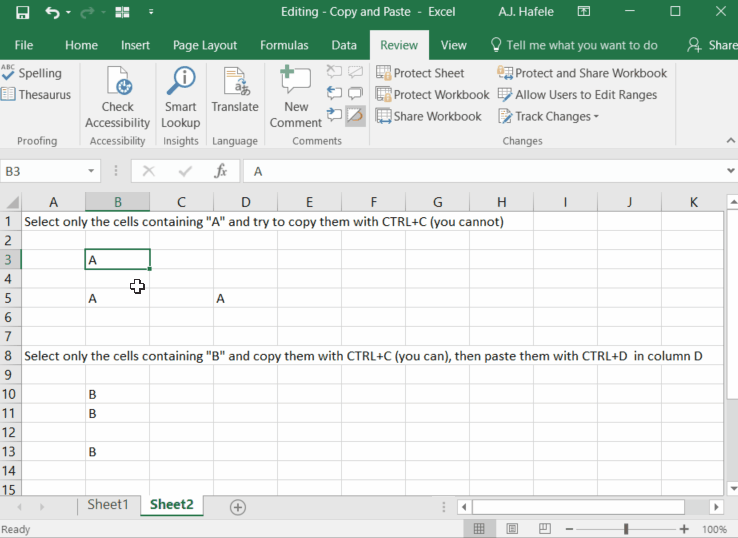 Editing - Copy and Paste - Excel A.J. Hafele
File Home Insert Page Layout Formulas Data Review View Tell me what you want to do Share
ABC Spelling
Thesaurus
Check Accessibility
Smart Lookup
Translate
New Comment
Protect Sheet
Protect Workbook
Share Workbook
Protect and Share Workbook
Allow Users to Edit Ranges
Track Changes
Proofing Accessibility Insights Language Comments Changes
B3 fx A
A B C D E F G H I J K
1 Select only the cells containing "A" and try to copy them with CTRL+C (you cannot)
2
3 A
4
5 A A
6
7
8 Select only the cells containing "B" and copy them with CTRL+C (you can), then paste them with CTRL+D in column D
9
10 B
11 B
12
13 B
14
15
Sheet1 Sheet2
Ready 100%